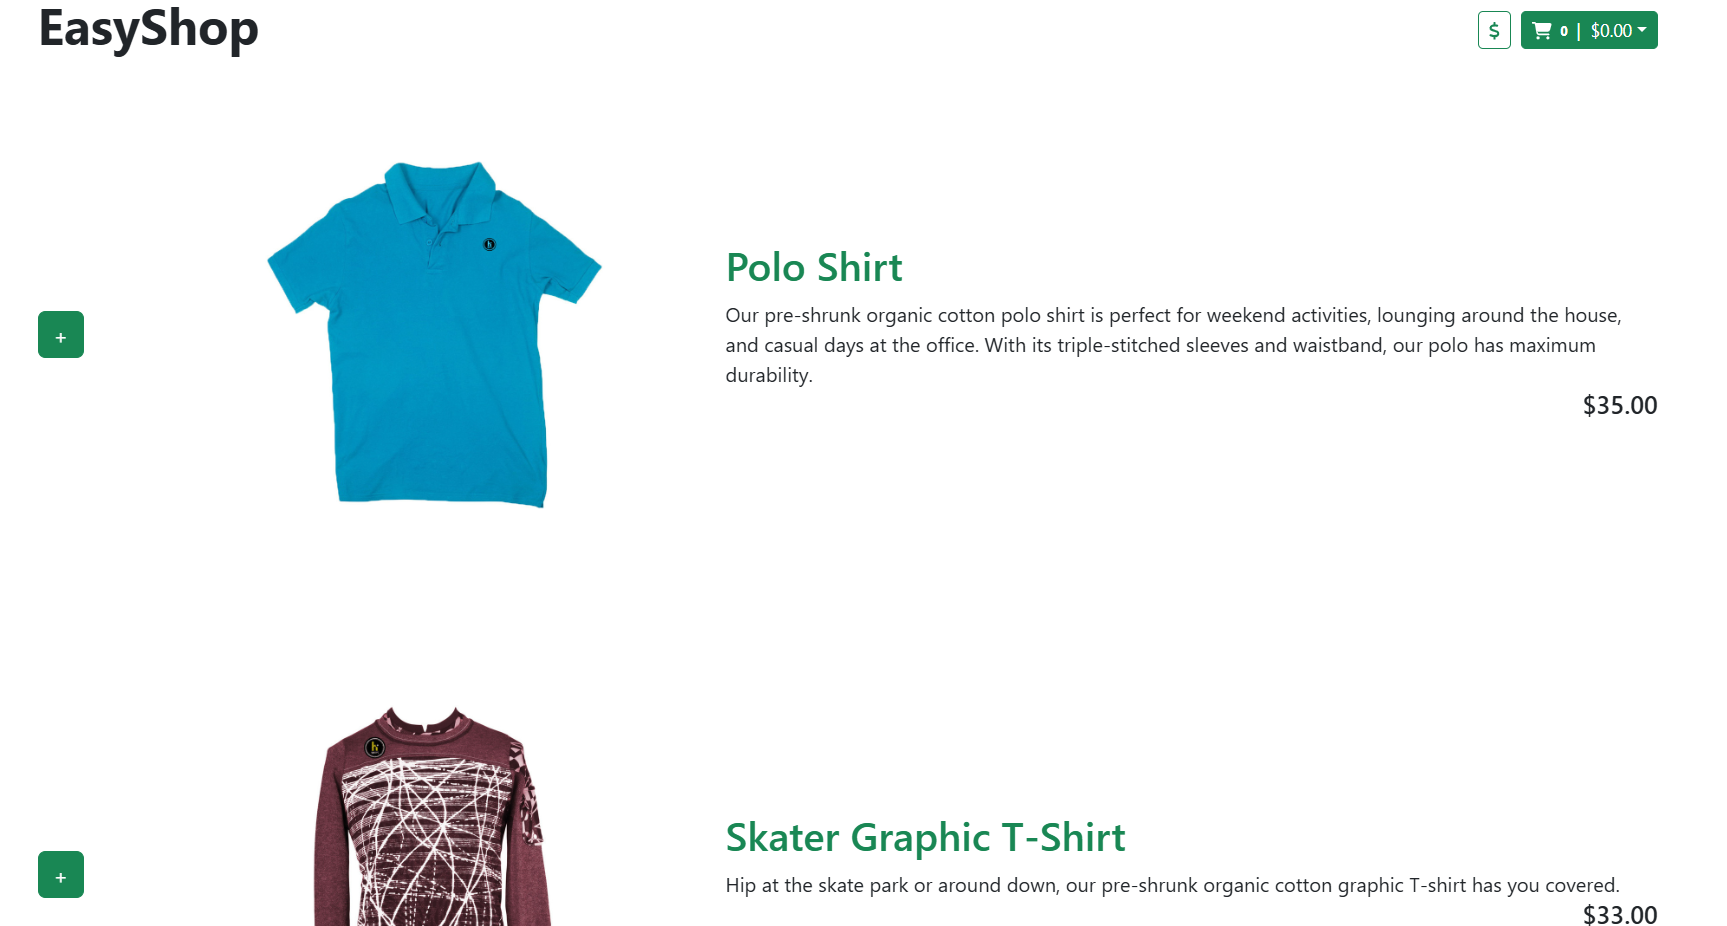 EasyShop
$
0 | $0.00
Polo Shirt
Our pre-shrunk organic cotton polo shirt is perfect for weekend activities, lounging around the house,
and casual days at the office. With its triple-stitched sleeves and waistband, our polo has maximum
durability.
+
$35.00
Skater Graphic T-Shirt
Hip at the skate park or around down, our pre-shrunk organic cotton graphic T-shirt has you covered.
+
$33.00